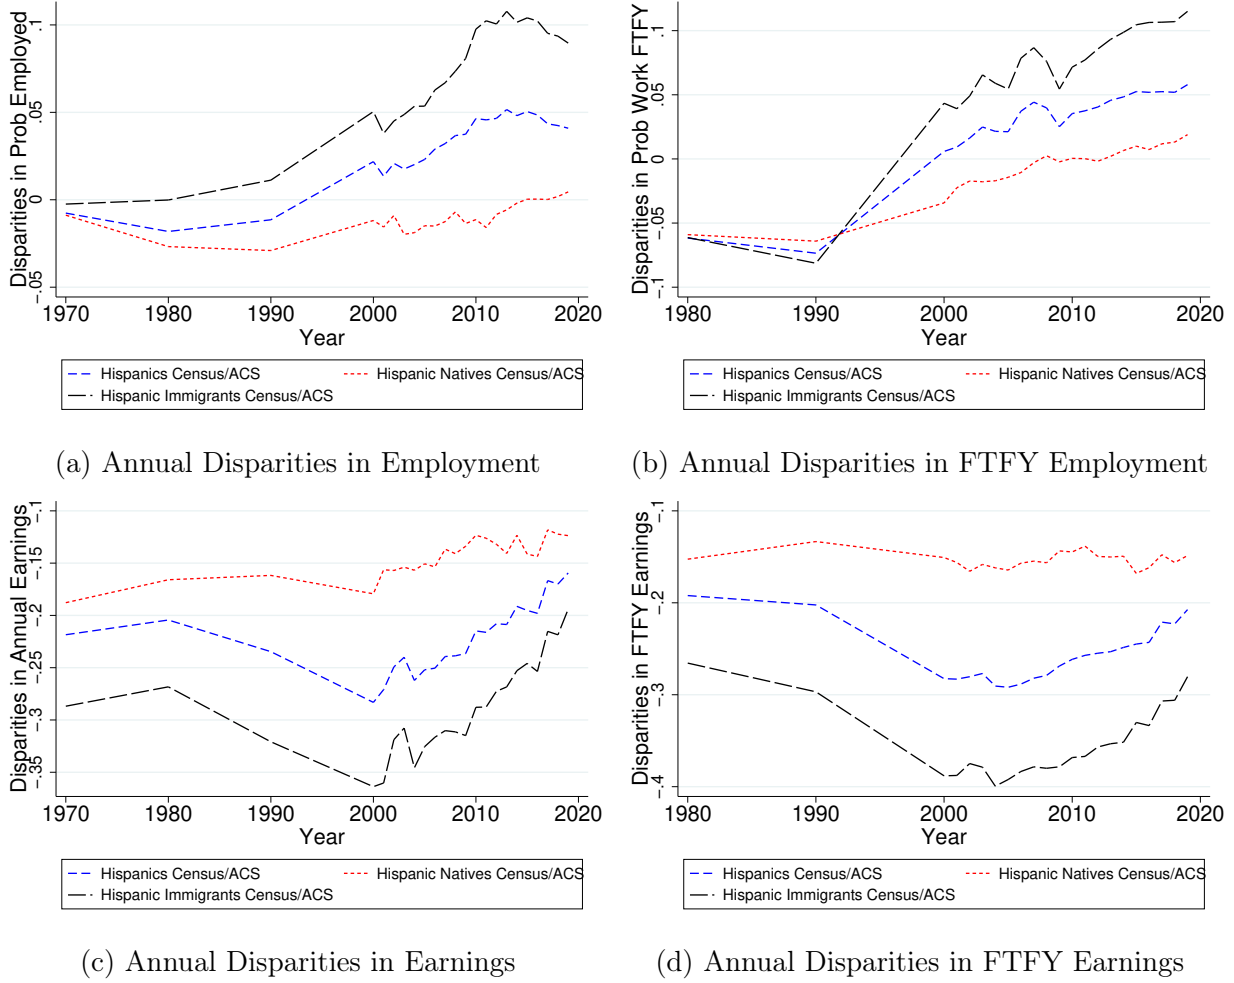 Disparities in Prob Employed
.1
.05
0
-.05
1970 1980 1990 2000 2010 2020
Year
Hispanics Census/ACS Hispanic Natives Census/ACS
Hispanic Immigrants Census/ACS
(a) Annual Disparities in Employment
Disparities in Prob Work FTFY
.1
.05
0
-.05
-.1
1980 1990 2000 2010 2020
Year
Hispanics Census/ACS Hispanic Natives Census/ACS
Hispanic Immigrants Census/ACS
(b) Annual Disparities in FTFY Employment
Disparities in Annual Earnings
-.1
-.15
-.2
-.25
-.3
-.35
1970 1980 1990 2000 2010 2020
Year
Hispanics Census/ACS Hispanic Natives Census/ACS
Hispanic Immigrants Census/ACS
(c) Annual Disparities in Earnings
Disparities in FTFY Earnings
-.1
-.2
-.3
-.4
1980 1990 2000 2010 2020
Year
Hispanics Census/ACS Hispanic Natives Census/ACS
Hispanic Immigrants Census/ACS
(d) Annual Disparities in FTFY Earnings